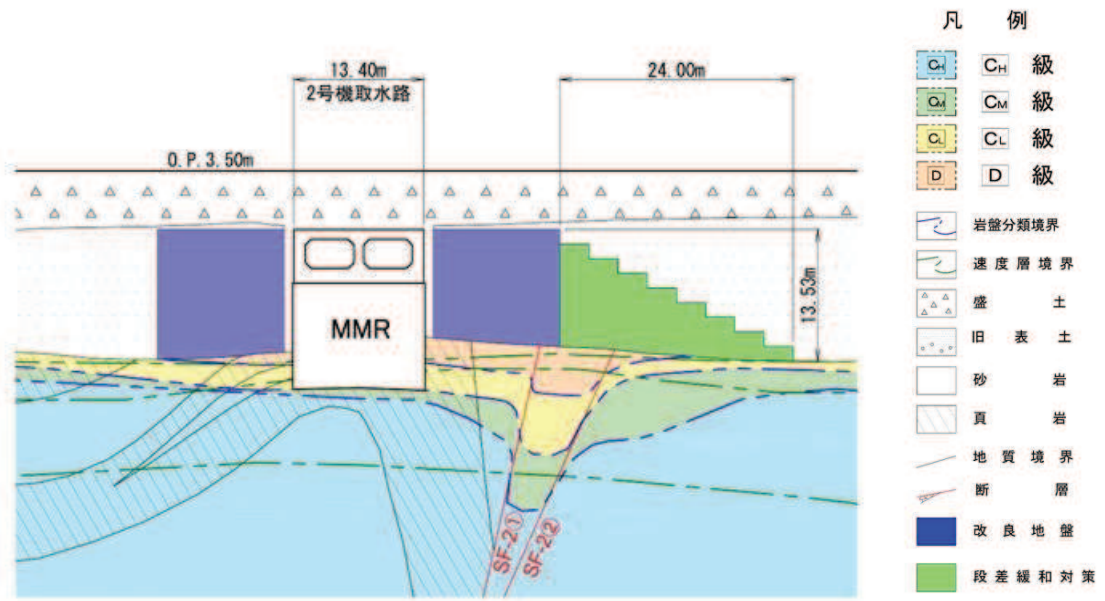 13.40m
2号機取水路
24.00m
O.P.3.50m
13.53m
MMR
SF-2①
SF-2②
凡 例
CH CH 級
CM CM 級
CL CL 級
D D 級
岩盤分類境界
速度層境界
盛土
旧表土
砂岩
頁岩
地質境界
断層
改良地盤
段差緩和対策